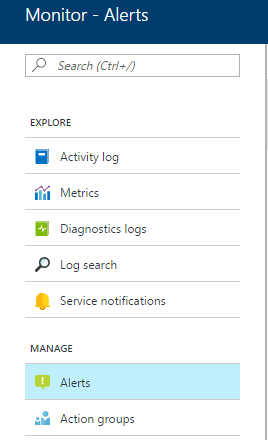 Monitor - Alerts
Search (Ctrl+/)
EXPLORE
Activity log
Metrics
Diagnostics logs
Log search
Service notifications
MANAGE
Alerts
Action groups